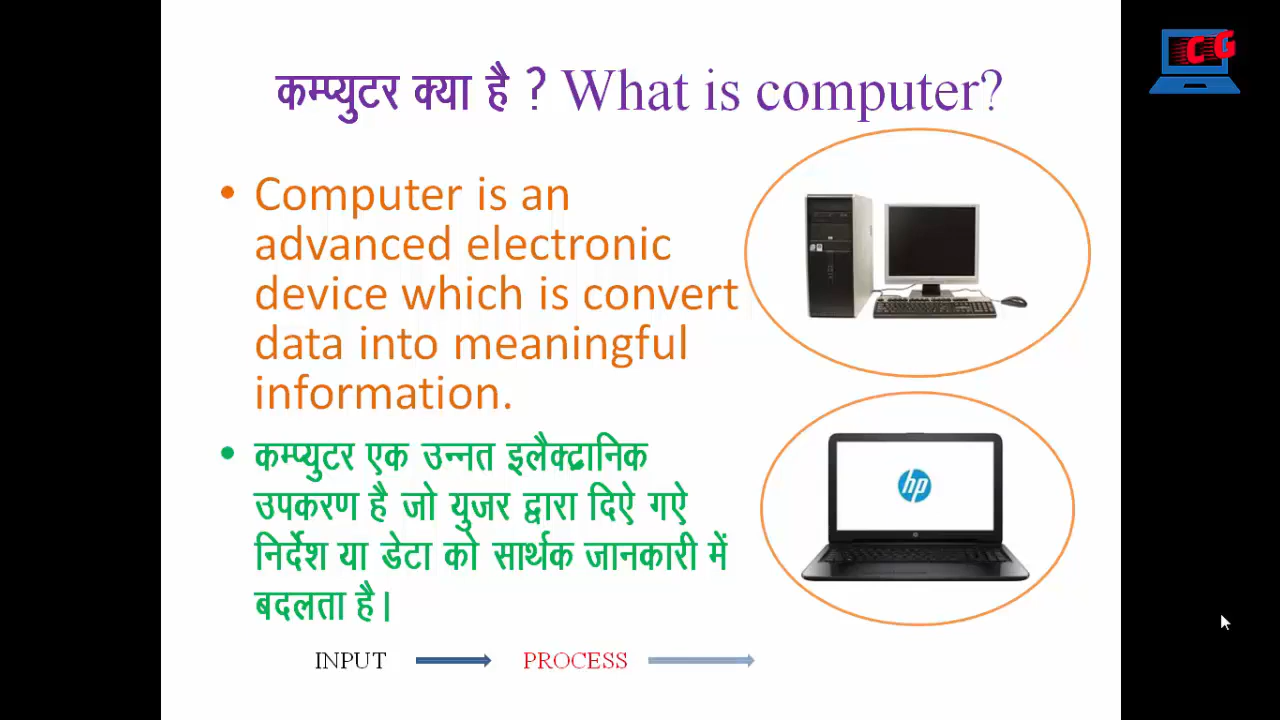 कम्प्युटर क्या है ? What is computer?
• Computer is an
advanced electronic
device which is convert
data into meaningful
information.
• कम्प्युटर एक उन्नत इलैक्ट्रानिक
उपकरण है जो युजर द्वारा दिऐ गऐ
निर्देश या डेटा को सार्थक जानकारी में
बदलता है।
INPUT PROCESS
CG
hp